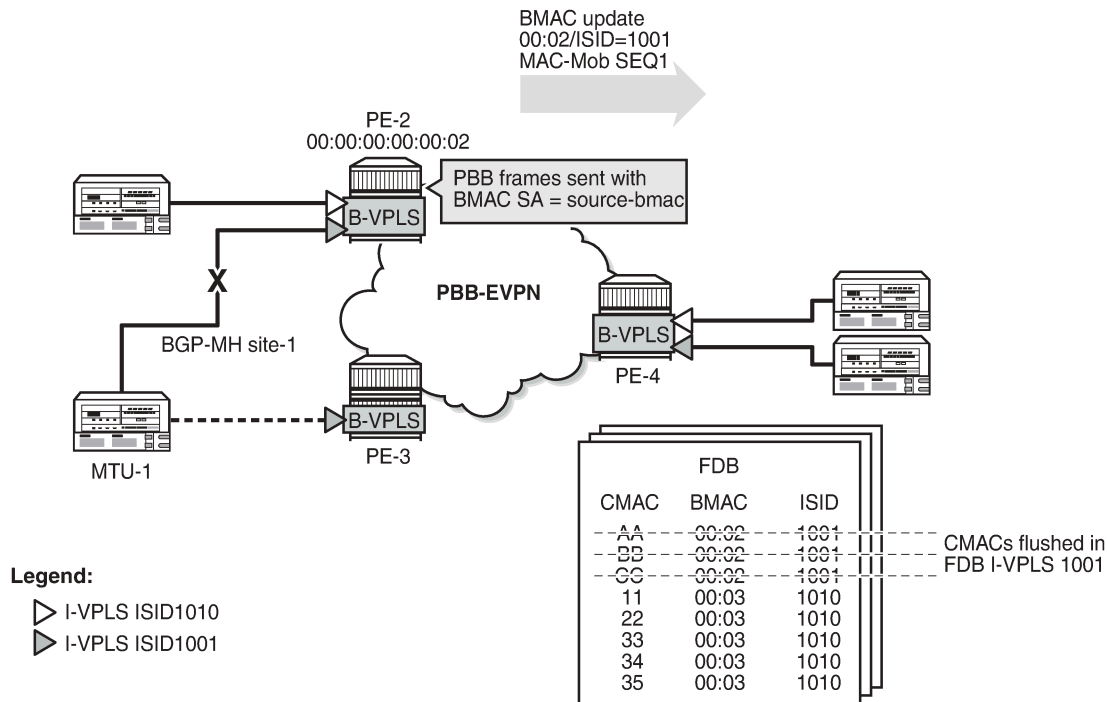 BMAC update
00:02/ISID=1001
MAC-Mob SEQ1
PE-2
00:00:00:00:00:02
PBB frames sent with
BMAC SA = source-bmac
B-VPLS
X
PBB-EVPN
BGP-MH site-1
B-VPLS
PE-4
MTU-1
B-VPLS
PE-3
FDB
CMAC BMAC ISID
AA 00:02 1001
BB 00:02 1001
CC 00:02 1001
11 00:03 1010
22 00:03 1010
33 00:03 1010
34 00:03 1010
35 00:03 1010
CMACs flushed in
FDB I-VPLS 1001
Legend:
I-VPLS ISID1010
I-VPLS ISID1001